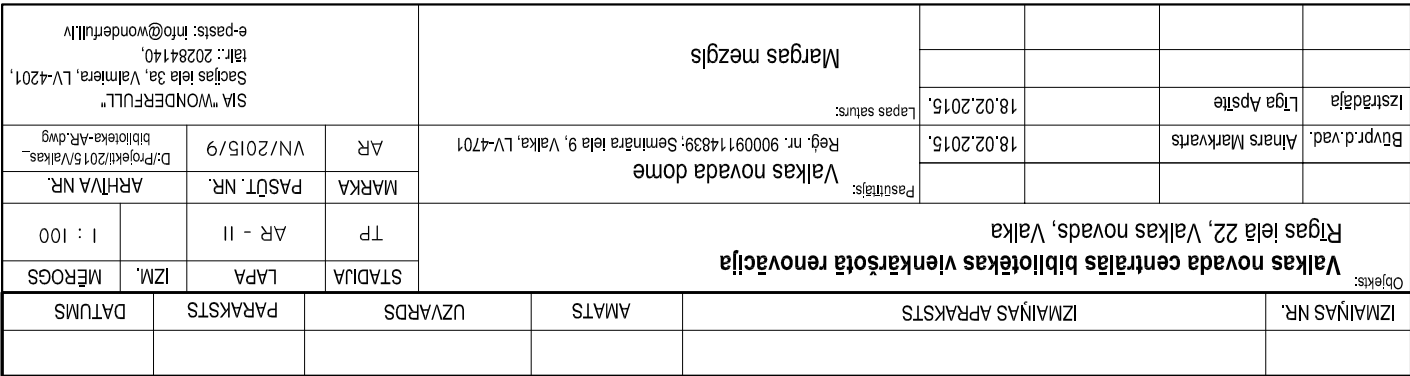 IZMAIŅAS NR. IZMAIŅAS APRAKSTS AMATS UZVARDS PARAKSTS DATUMS
Objekts:
Valkas novada centrālās bibliotēkas vienkāršotā renovācija
Rīgas ielā 22, Valkas novads, Valka
STADIJA LAPA IZM. MĒROGS
TP AR - 11 1 : 100
Pasūtītājs:
Valkas novada dome
Reģ. nr. 90009114839; Semināra iela 9, Valka, LV-4701
MARKA PASŪT. NR. ARHĪVA NR.
AR VN/2015/9 D:/Projekti/2015/Valkas_
biblioteka-AR.dwg
Būvpr.d.vad. Ainars Markvarts 18.02.2015.
Izstrādāja Līga Apsīte 18.02.2015.
Lapas saturs:
Margas mezgls
SIA "WONDERFULL"
Sacijas iela 3a, Valmiera, LV-4201,
tālr.: 20284140,
e-pasts: info@wonderfull.lv